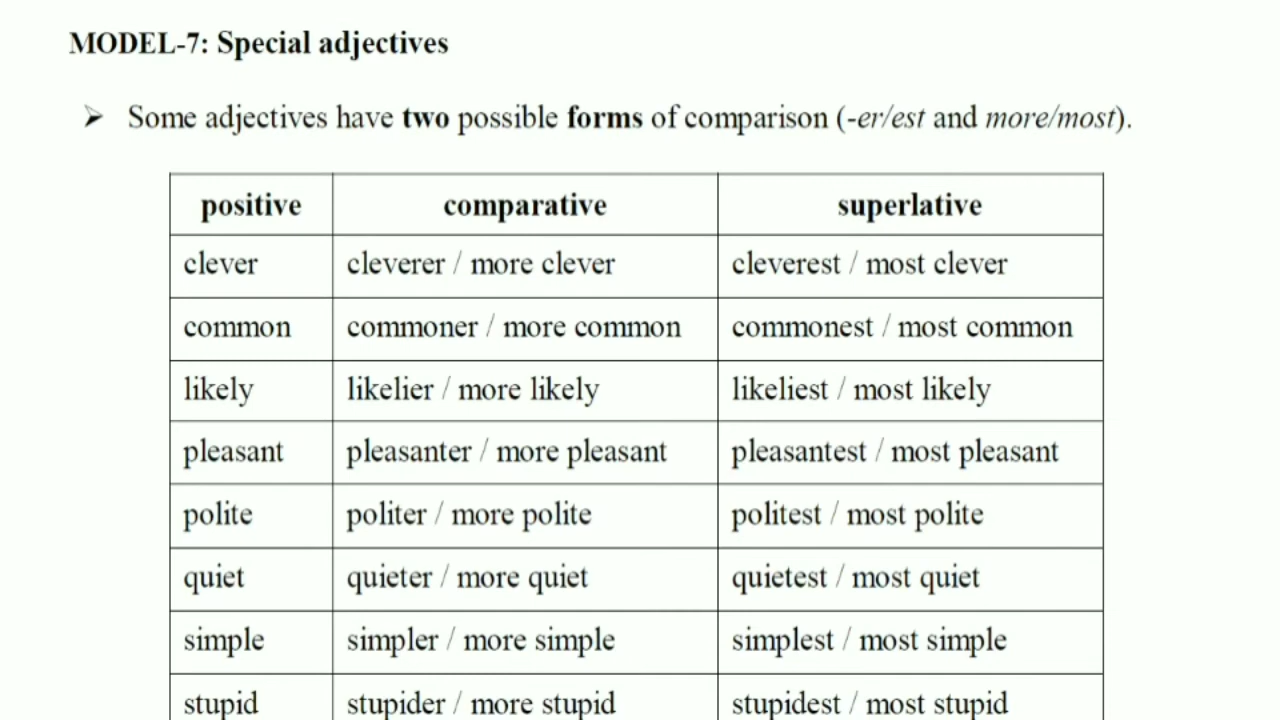 MODEL-7: Special adjectives
➢ Some adjectives have two possible forms of comparison (-er/est and more/most).
positive comparative superlative
clever cleverer / more clever cleverest / most clever
common commoner / more common commonest / most common
likely likelier / more likely likeliest / most likely
pleasant pleasanter / more pleasant pleasantest / most pleasant
polite politer / more polite politest / most polite
quiet quieter / more quiet quietest / most quiet
simple simpler / more simple simplest / most simple
stupid stupider / more stupid stupidest / most stupid